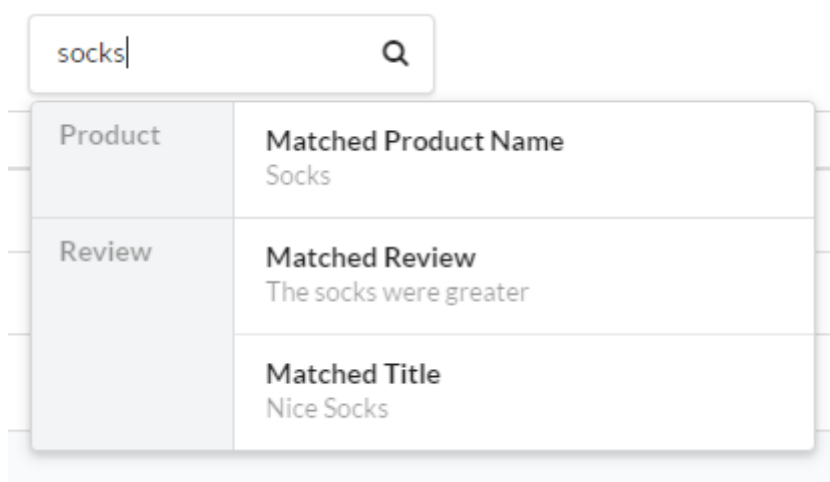 socks
Product
Matched Product Name
Socks
Review
Matched Review
The socks were greater
Matched Title
Nice Socks